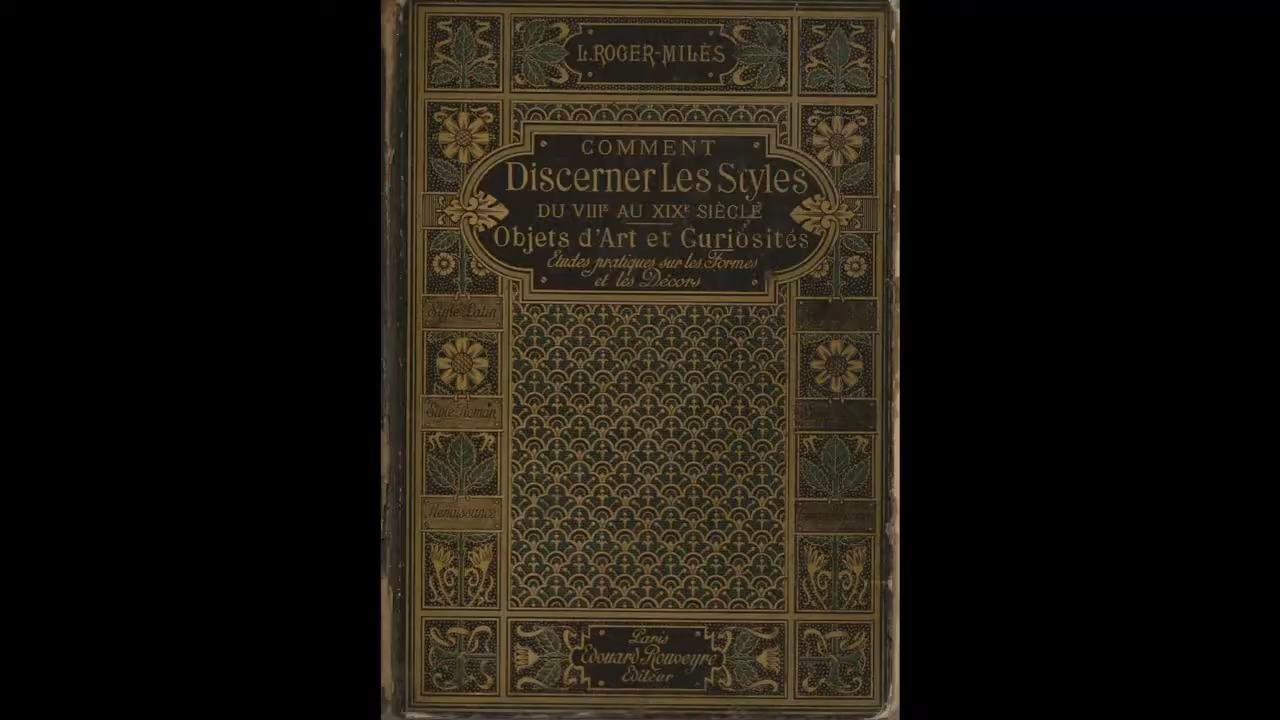 L. ROGER-MILÈS
COMMENT
Discerner Les Styles
DU VIIIE AU XIXE SIÈCLE
Objets d'Art et Curiosités
Études pratiques sur les Formes
et les Décors
Style Latin
Style Roman
Renaissance
Paris
Edouard Rouveyre
Editeur